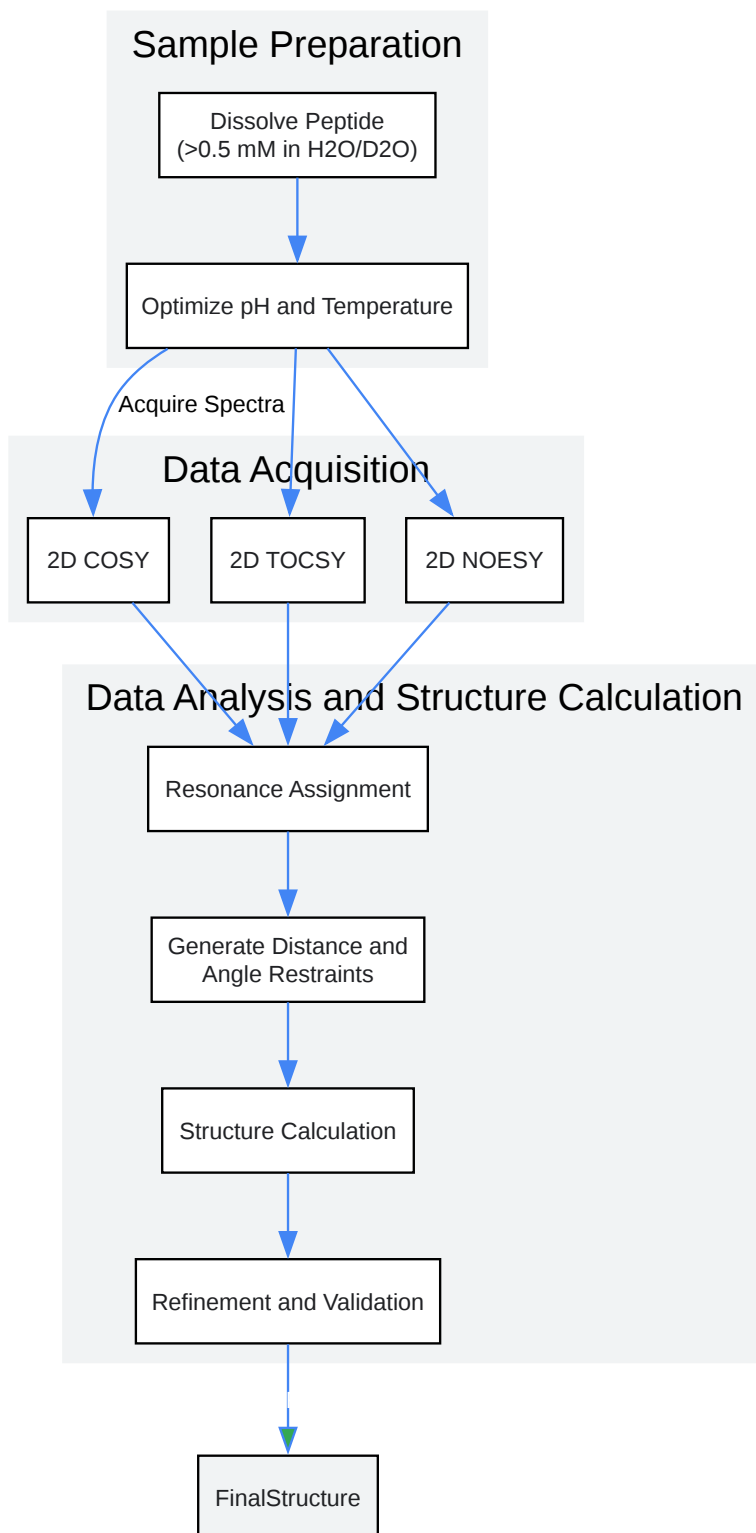 Sample Preparation
Dissolve Peptide
(>0.5 mM in H2O/D2O)
Optimize pH and Temperature
Acquire Spectra
Data Acquisition
2D COSY
2D TOCSY
2D NOESY
Data Analysis and Structure Calculation
Resonance Assignment
Generate Distance and
Angle Restraints
Structure Calculation
Refinement and Validation
FinalStructure